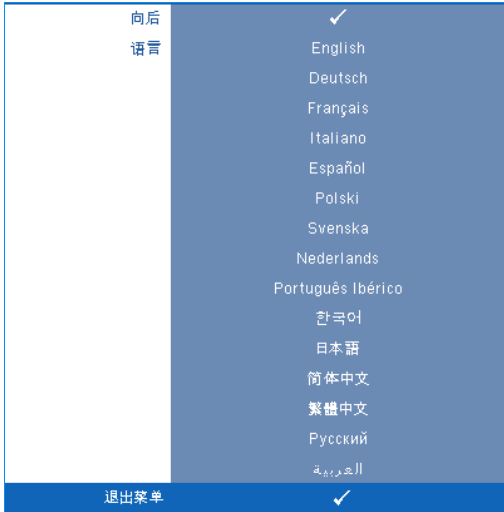 向后 ✓
语言 English
Deutsch
Français
Italiano
Español
Polski
Svenska
Nederlands
Português Ibérico
한국어
日本語
简体中文
繁體中文
Русский
العربية
退出菜单 ✓